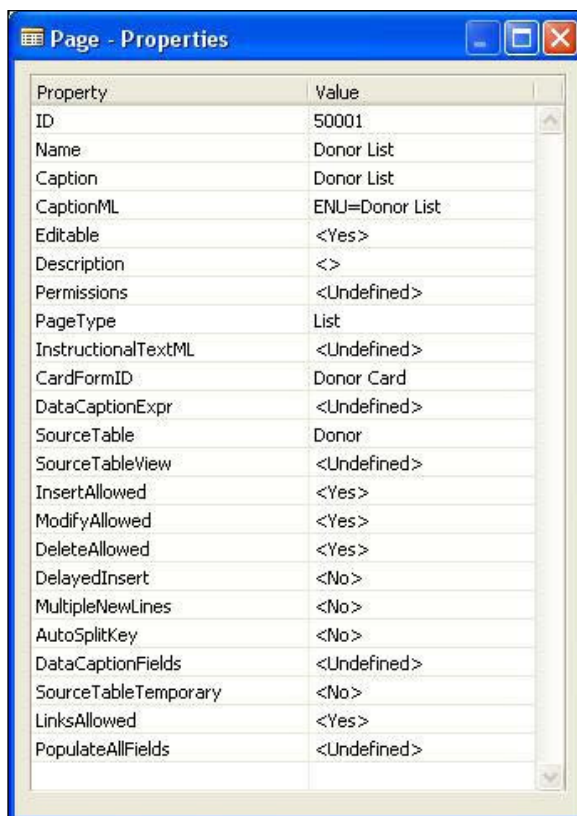 Page - Properties
Property Value
ID 50001
Name Donor List
Caption Donor List
CaptionML ENU=Donor List
Editable <Yes>
Description <>
Permissions <Undefined>
PageType List
InstructionalTextML <Undefined>
CardFormID Donor Card
DataCaptionExpr <Undefined>
SourceTable Donor
SourceTableView <Undefined>
InsertAllowed <Yes>
ModifyAllowed <Yes>
DeleteAllowed <Yes>
DelayedInsert <No>
MultipleNewLines <No>
AutoSplitKey <No>
DataCaptionFields <Undefined>
SourceTableTemporary <No>
LinksAllowed <Yes>
PopulateAllFields <Undefined>